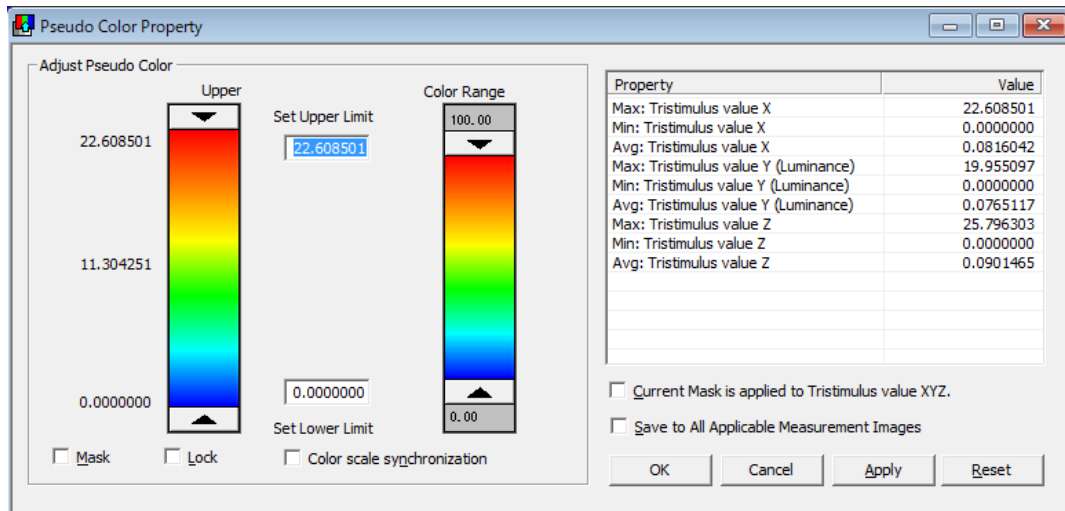 Pseudo Color Property
Adjust Pseudo Color
Upper
Color Range
22.608501
11.304251
0.0000000
Set Upper Limit
22.608501
0.0000000
Set Lower Limit
100.00
0.00
Mask
Lock
Color scale synchronization
Property Value
Max: Tristimulus value X 22.608501
Min: Tristimulus value X 0.0000000
Avg: Tristimulus value X 0.0816042
Max: Tristimulus value Y (Luminance) 19.955097
Min: Tristimulus value Y (Luminance) 0.0000000
Avg: Tristimulus value Y (Luminance) 0.0765117
Max: Tristimulus value Z 25.796303
Min: Tristimulus value Z 0.0000000
Avg: Tristimulus value Z 0.0901465
Current Mask is applied to Tristimulus value XYZ.
Save to All Applicable Measurement Images
OK Cancel Apply Reset